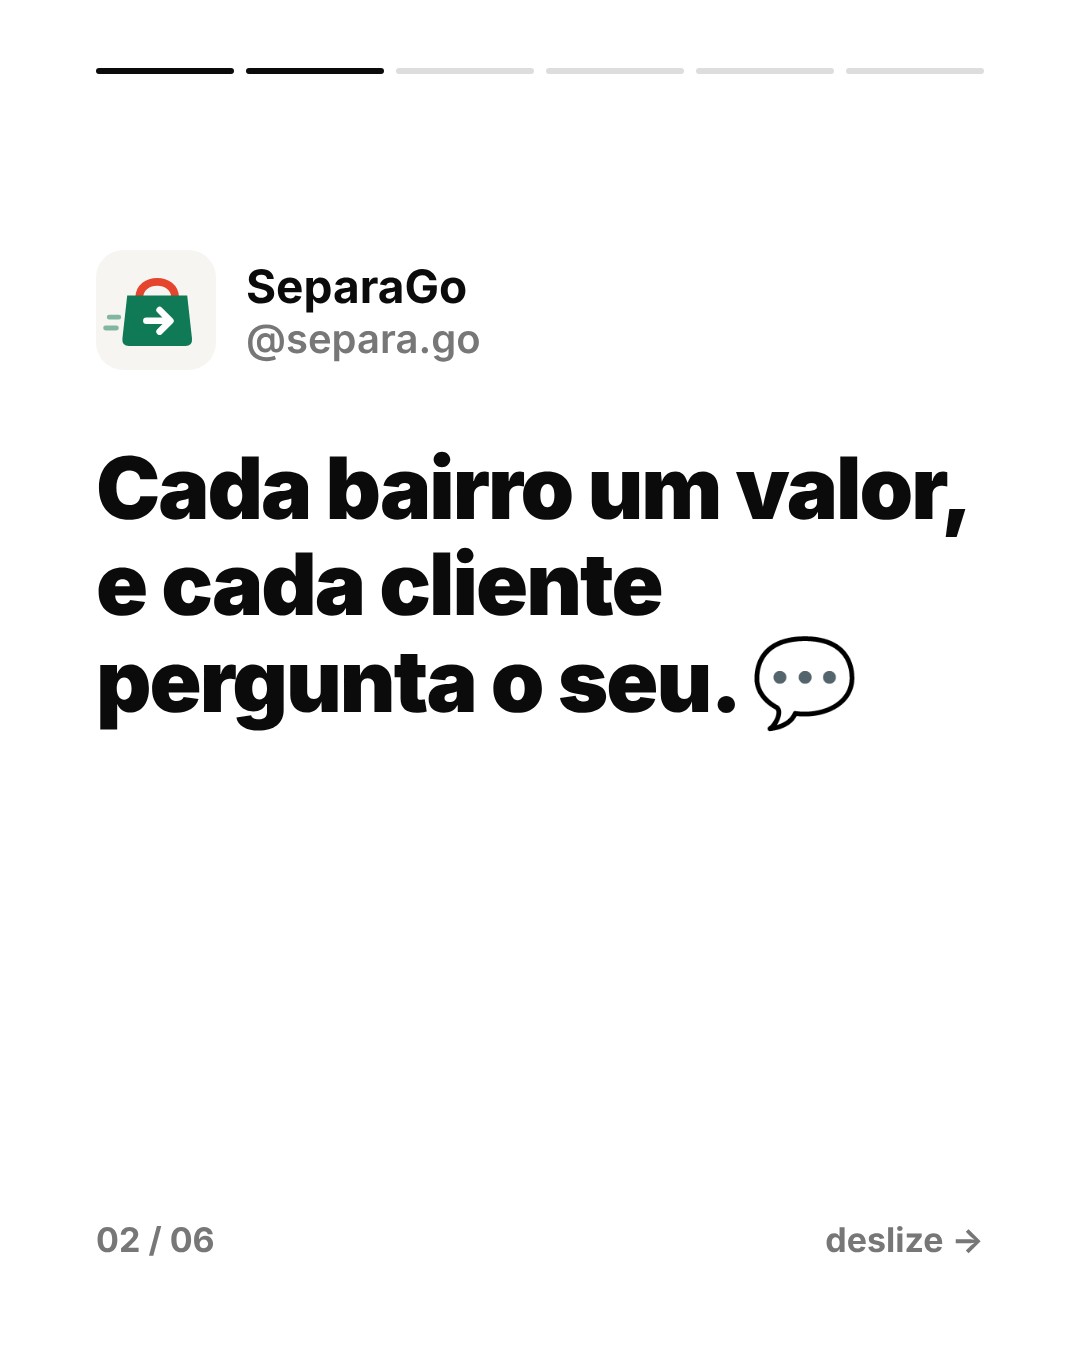 SeparaGo
@separa.go
Cada bairro um valor,
e cada cliente
pergunta o seu. 💬
02 / 06
deslize →